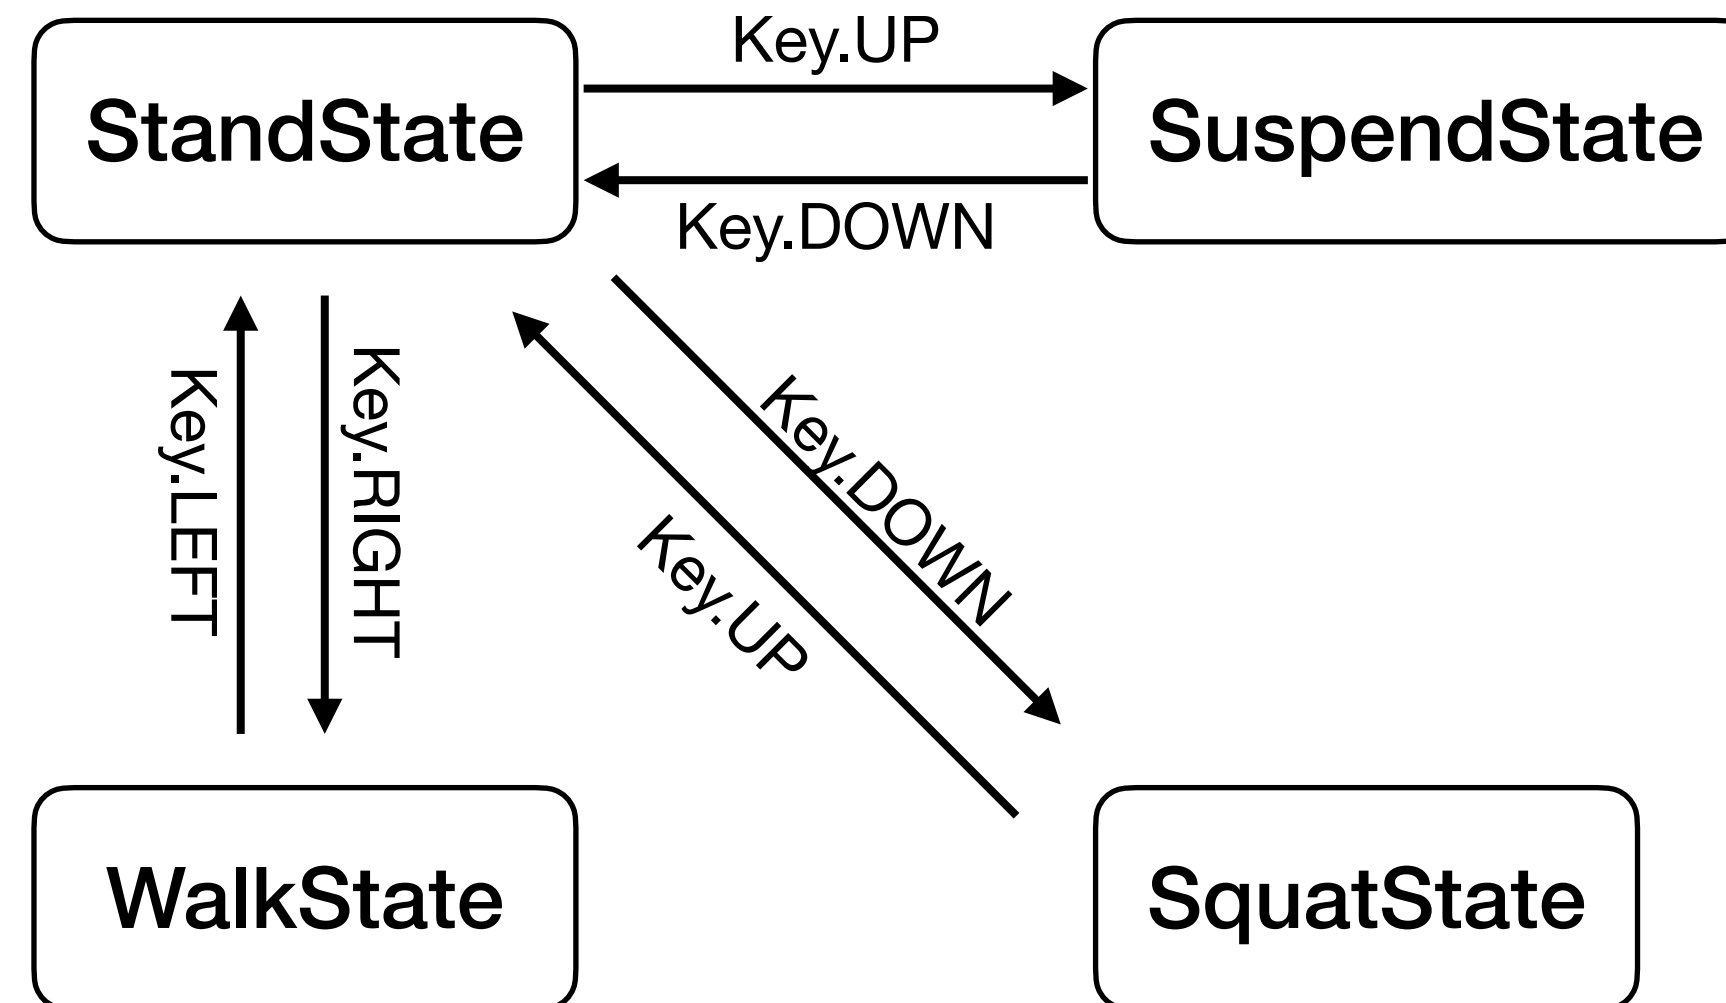 Key.UP
StandState
SuspendState
Key.DOWN
Key.LEFT
Key.RIGHT
Key.DOWN
Key.UP
WalkState
SquatState